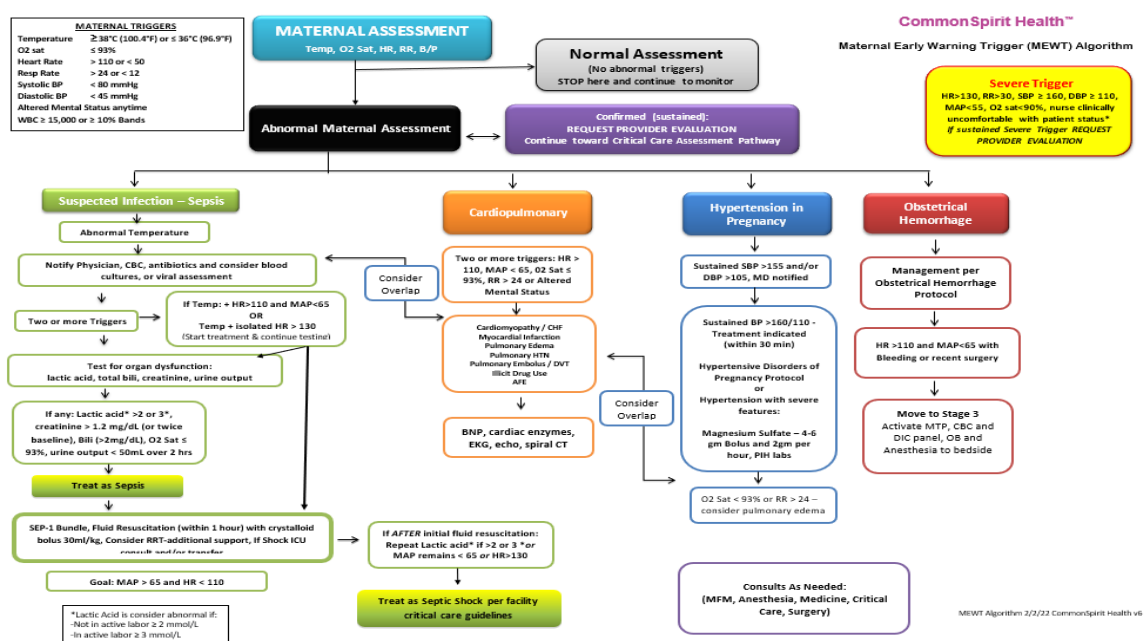 MATERNAL TRIGGERS
Temperature ≥38°C (100.4°F) or ≤ 36°C (96.9°F)
O2 sat ≤ 93%
Heart Rate > 110 or < 50
Resp Rate > 24 or < 12
Systolic BP < 80 mmHg
Diastolic BP < 45 mmHg
Altered Mental Status anytime
WBC ≥ 15,000 or ≥ 10% Bands
MATERNAL ASSESSMENT
Temp, O2 Sat, HR, RR, B/P
Normal Assessment
(No abnormal triggers)
STOP here and continue to monitor
CommonSpirit Health™
Maternal Early Warning Trigger (MEWT) Algorithm
Severe Trigger
HR>130, RR>30, SBP ≥ 160, DBP ≥ 110,
MAP<55, O2 sat<90%, nurse clinically
uncomfortable with patient status*
If sustained Severe Trigger REQUEST
PROVIDER EVALUATION
Abnormal Maternal Assessment
Confirmed (sustained):
REQUEST PROVIDER EVALUATION
Continue toward Critical Care Assessment Pathway
Suspected Infection – Sepsis
Abnormal Temperature
Notify Physician, CBC, antibiotics and consider blood
cultures, or viral assessment
Two or more Triggers
If Temp: + HR>110 and MAP<65
OR
Temp + isolated HR > 130
(Start treatment & continue testing)
Test for organ dysfunction:
lactic acid, total bili, creatinine, urine output
If any: Lactic acid* >2 or 3*,
creatinine > 1.2 mg/dL (or twice
baseline), Bili (>2mg/dL), O2 Sat ≤
93%, urine output < 50mL over 2 hrs
Treat as Sepsis
SEP-1 Bundle, Fluid Resuscitation (within 1 hour) with crystalloid
bolus 30ml/kg, Consider RRT-additional support, If Shock ICU
consult and/or transfer
Goal: MAP > 65 and HR < 110
*Lactic Acid is consider abnormal if:
-Not in active labor ≥ 2 mmol/L
-In active labor ≥ 3 mmol/L
If AFTER initial fluid resuscitation:
Repeat Lactic acid* if >2 or 3 *or
MAP remains < 65 or HR>130
Treat as Septic Shock per facility
critical care guidelines
Consider
Overlap
Cardiopulmonary
Two or more triggers: HR >
110, MAP < 65, 02 Sat ≤
93%, RR > 24 or Altered
Mental Status
Cardiomyopathy / CHF
Myocardial Infarction
Pulmonary Edema
Pulmonary HTN
Pulmonary Embolus / DVT
Illicit Drug Use
AFE
BNP, cardiac enzymes,
EKG, echo, spiral CT
Consider
Overlap
Hypertension in
Pregnancy
Sustained SBP >155 and/or
DBP >105, MD notified
Sustained BP >160/110 -
Treatment indicated
(within 30 min)
Hypertensive Disorders of
Pregnancy Protocol
or
Hypertension with severe
features:
Magnesium Sulfate – 4-6
gm Bolus and 2gm per
hour, PIH labs
O2 Sat < 93% or RR > 24 –
consider pulmonary edema
Obstetrical
Hemorrhage
Management per
Obstetrical Hemorrhage
Protocol
HR >110 and MAP<65 with
Bleeding or recent surgery
Move to Stage 3
Activate MTP, CBC and
DIC panel, OB and
Anesthesia to bedside
Consults As Needed:
(MFM, Anesthesia, Medicine, Critical
Care, Surgery)
MEWT Algorithm 2/2/22 CommonSpirit Health v6